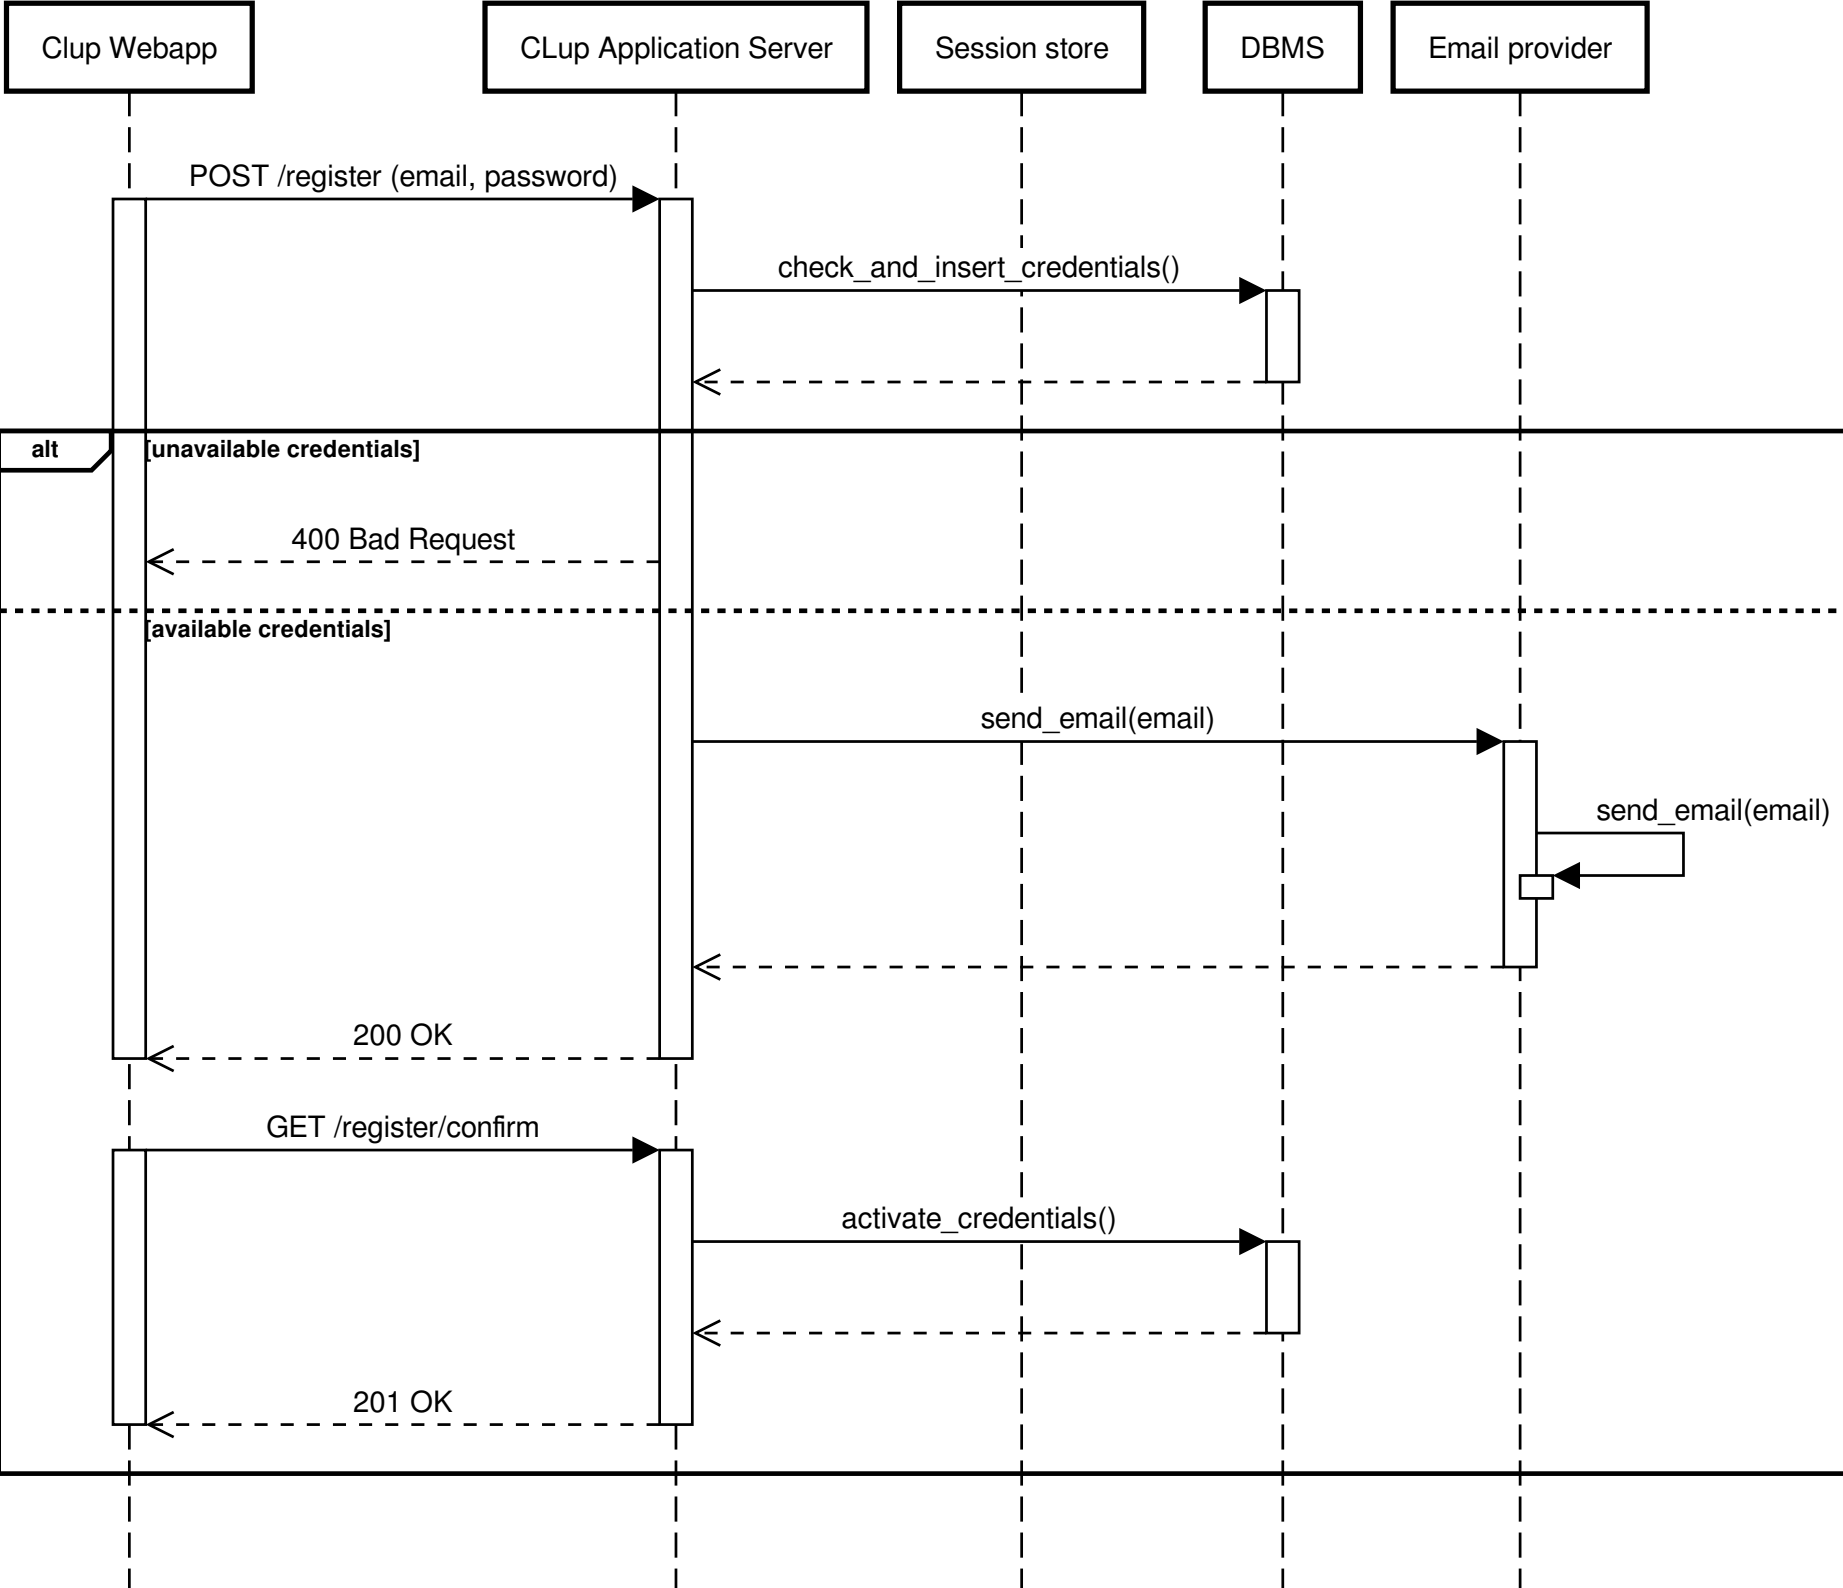 Clup Webapp
CLup Application Server
Session store
DBMS
Email provider
POST /register (email, password)
check_and_insert_credentials()
alt
[unavailable credentials]
400 Bad Request
[available credentials]
send_email(email)
send_email(email)
200 OK
GET /register/confirm
activate_credentials()
201 OK